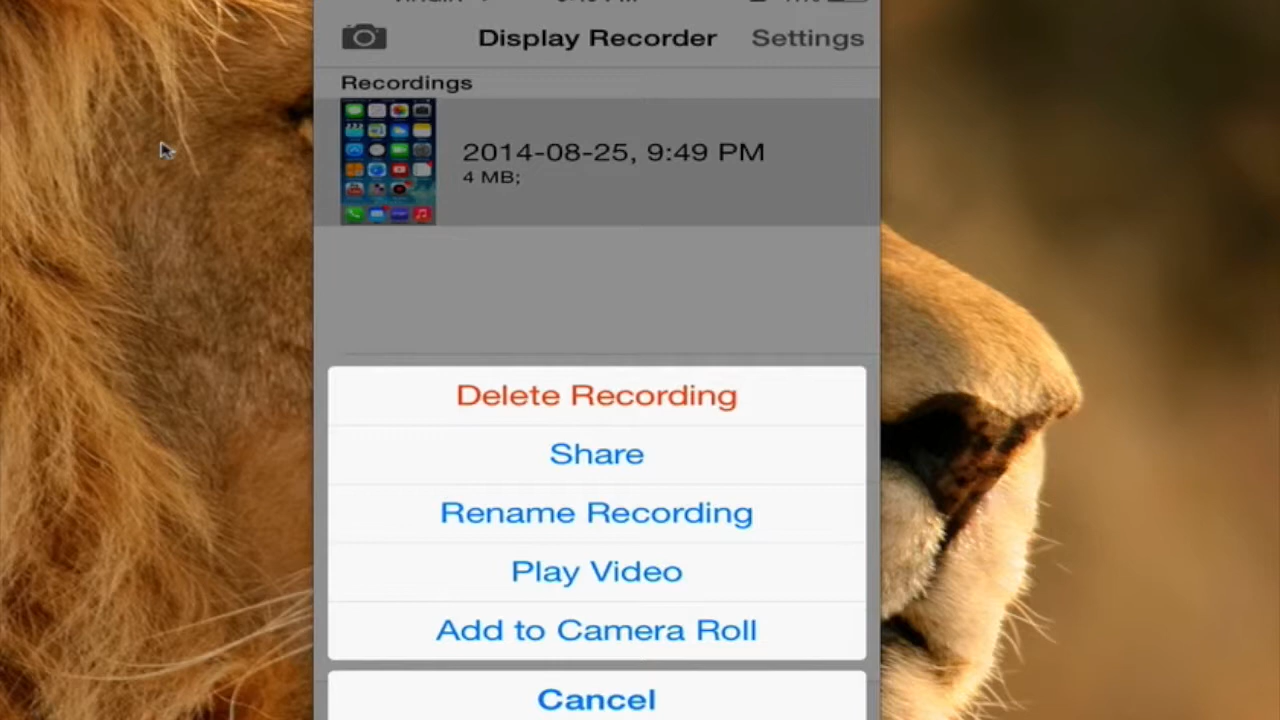 Display Recorder
Settings
Recordings
2014-08-25, 9:49 PM
4 MB;
Delete Recording
Share
Rename Recording
Play Video
Add to Camera Roll
Cancel